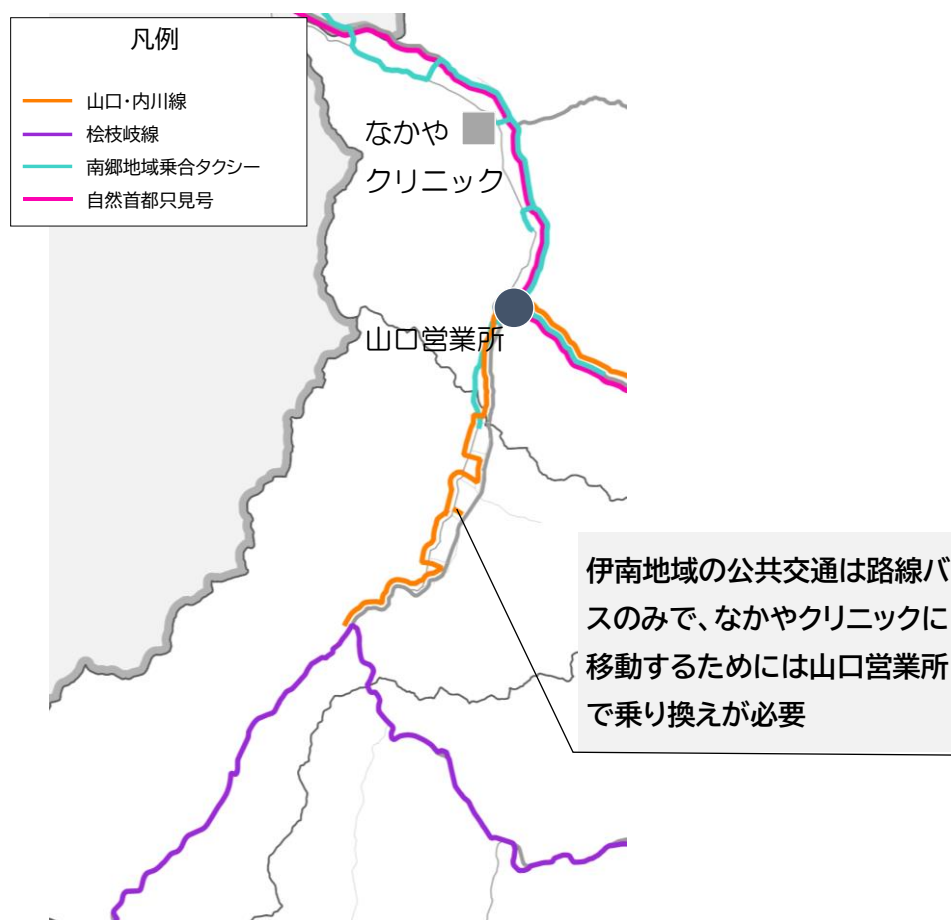 凡例
山口・内川線
桧枝岐線
南郷地域乗合タクシー
自然首都只見号
なかや
クリニック
山口営業所
伊南地域の公共交通は路線バ
スのみで、なかやクリニックに
移動するためには山口営業所
で乗り換えが必要